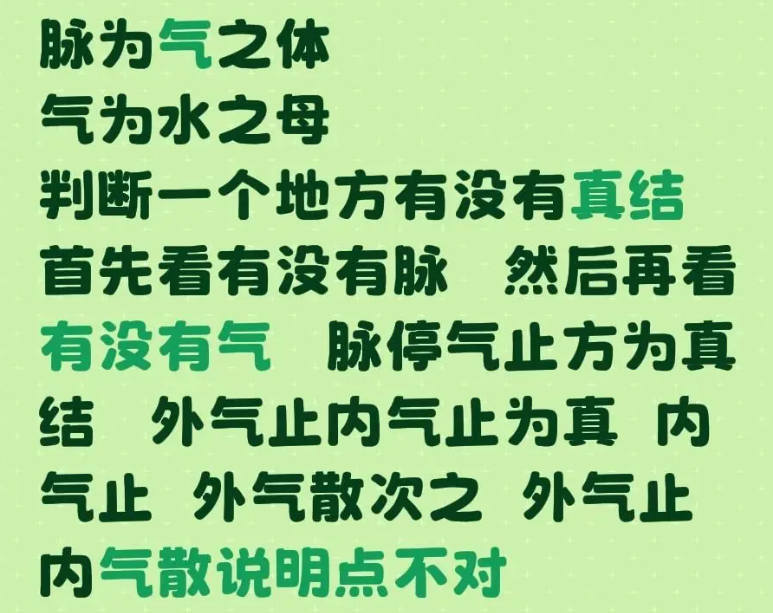 脉为气之体
气为水之母
判断一个地方有没有真结
首先看有没有脉 然后再看
有没有气 脉停气止方为真
结 外气止内气止为真 内
气止 外气散次之 外气止
内气散说明点不对